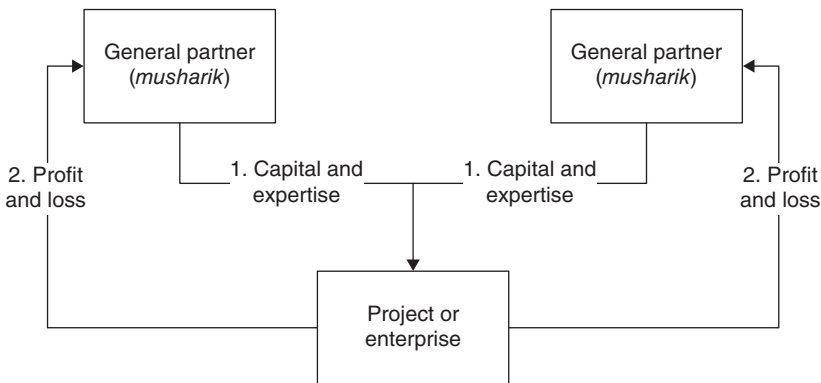 General partner
(musharik)
General partner
(musharik)
2. Profit
and loss
1. Capital and
expertise
1. Capital and
expertise
2. Profit
and loss
Project or
enterprise